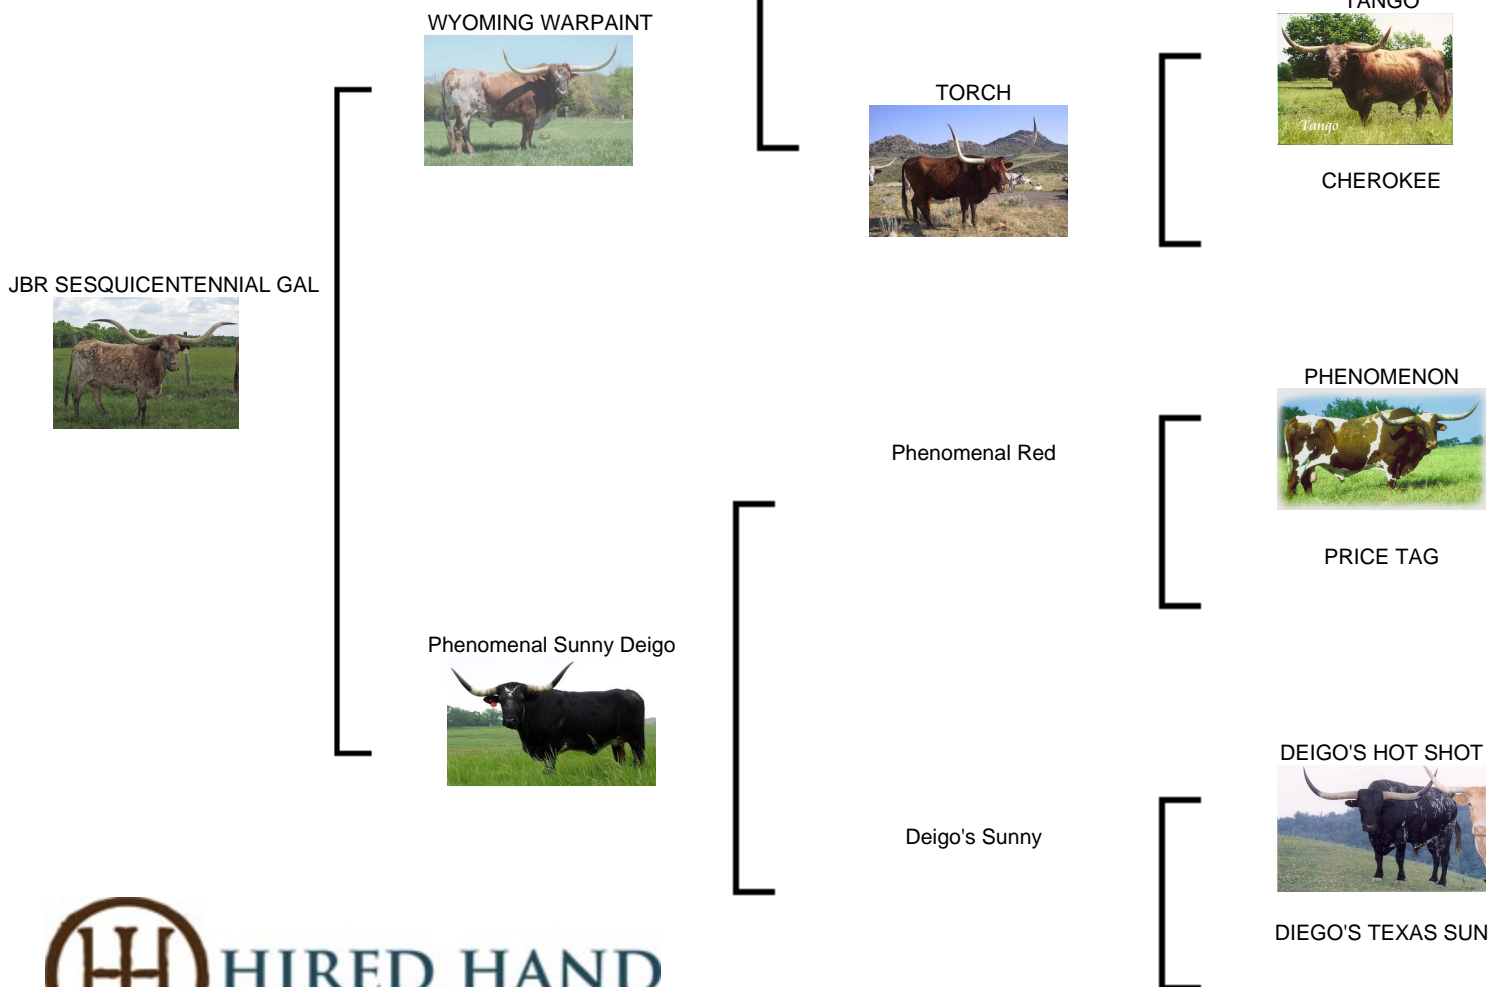 TANGO
WYOMING WARPAINT
TORCH
Tango
CHEROKEE
JBR SESQUICENTENNIAL GAL
PHENOMENON
Phenomenal Red
PRICE TAG
Phenomenal Sunny Deigo
DEIGO'S HOT SHOT
Deigo's Sunny
DIEGO'S TEXAS SUN
HIRED HAND